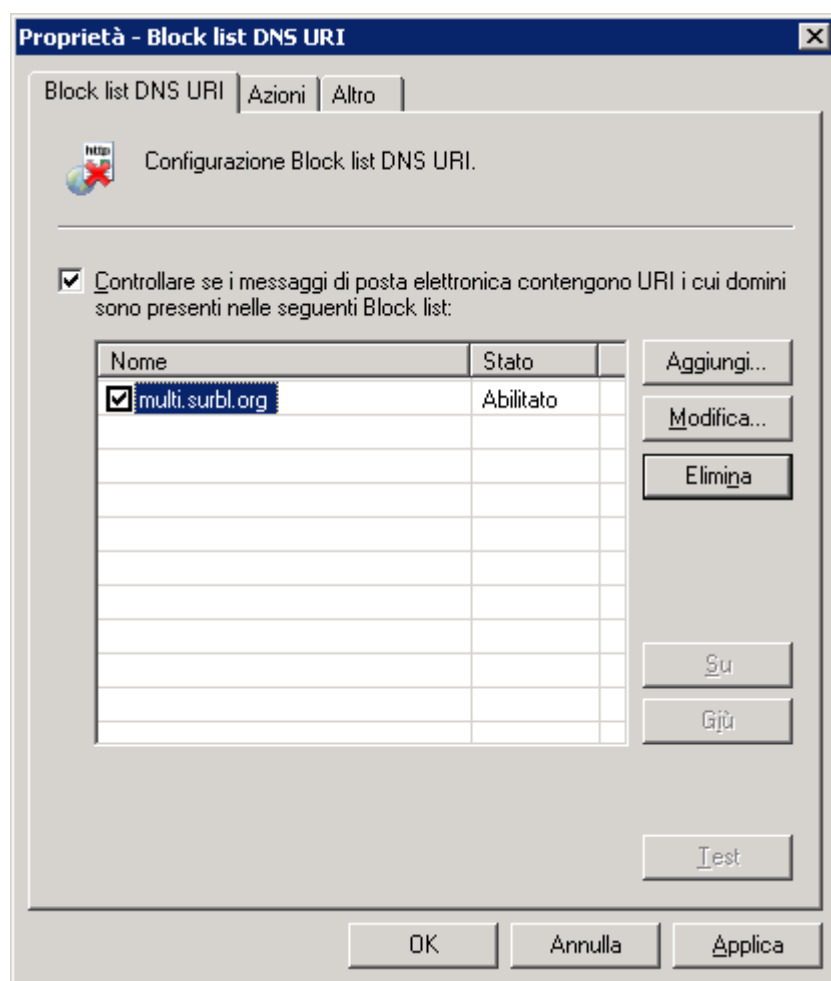 Proprietà - Block list DNS URI
Block list DNS URI Azioni Altro
http
Configurazione Block list DNS URI.
Controllare se i messaggi di posta elettronica contengono URI i cui domini
sono presenti nelle seguenti Block list:
Nome Stato
multi.surbl.org Abilitato
Aggiungi...
Modifica...
Elimina
Su
Giù
Test
OK Annulla Applica